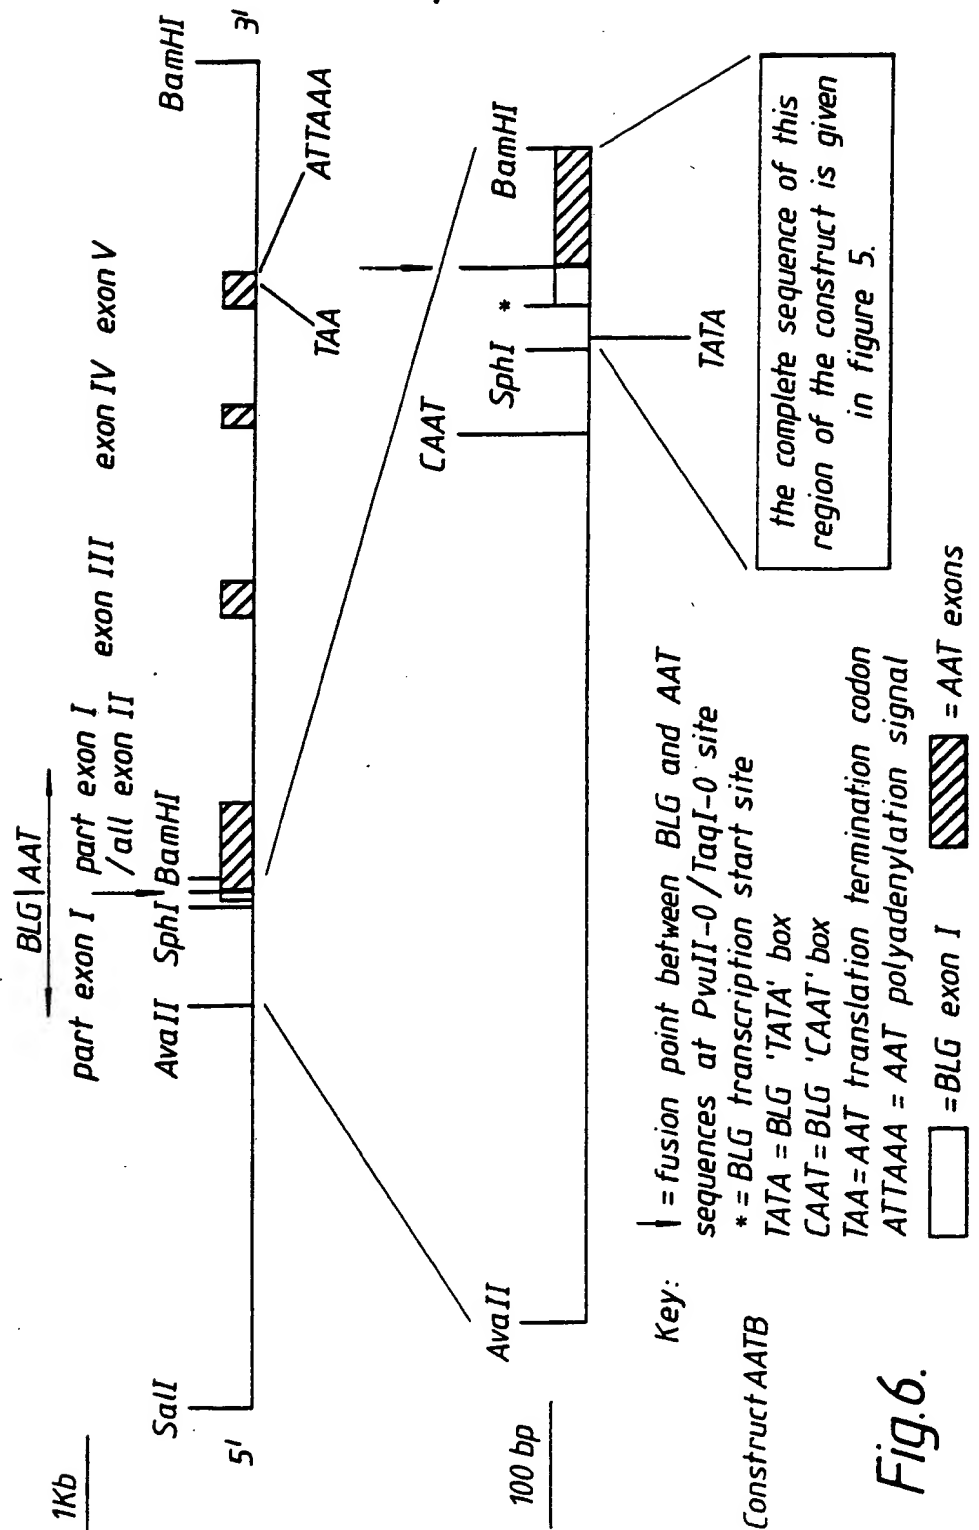 1Kb
BLG | AAT
part exon I
part exon I
/all exon II
exon III
exon IV
exon V
SalI
AvaII
SphI
BamHI
BamHI
5'
3'
TAA
ATTAAA
100 bp
AvaII
CAAT
SphI
*
BamHI
TATA
the complete sequence of this
region of the construct is given
in figure 5.
Key:
= fusion point between BLG and AAT
sequences at PvuII-0/TaqI-0 site
* = BLG transcription start site
TATA = BLG 'TATA' box
CAAT = BLG 'CAAT' box
TAA = AAT translation termination codon
ATTAAA = AAT polyadenylation signal
= BLG exon I
= AAT exons
Construct AATB
Fig.6.